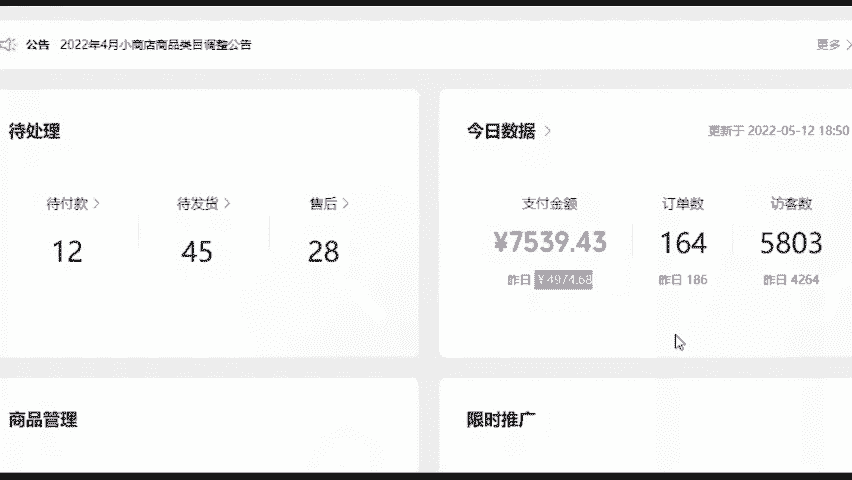 公告 2022年4月小商店商品类目调整公告 更多
待处理
待付款 待发货 售后
12 45 28
今日数据 更新于 2022-05-12 18:50
支付金额 订单数 访客数
¥7539.43 164 5803
昨日 ¥4974.68 昨日 186 昨日 4264
商品管理
限时推广